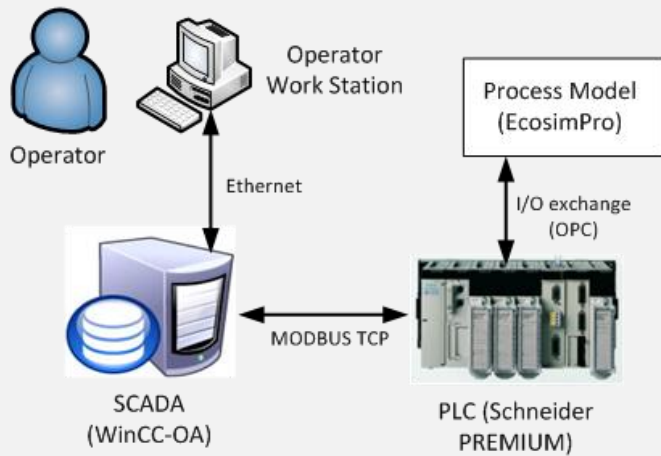 Operator
Operator
Work Station
Process Model
(EcosimPro)
Ethernet
I/O exchange
(OPC)
MODBUS TCP
SCADA
(WinCC-OA)
PLC (Schneider
PREMIUM)